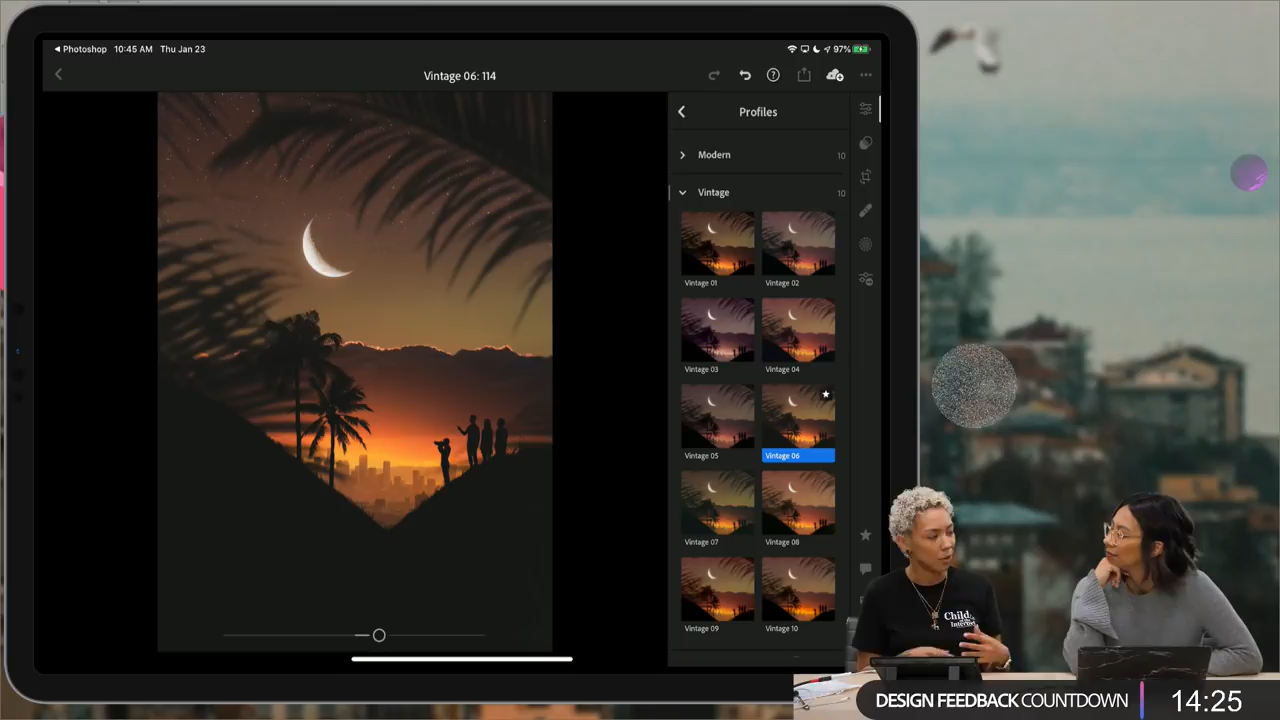 Photoshop 10:45 AM Thu Jan 23
97%
Vintage 06: 114
Profiles
Modern 10
Vintage 10
Vintage 01 Vintage 02
Vintage 03 Vintage 04
Vintage 05 Vintage 06
Vintage 07 Vintage 08
Vintage 09 Vintage 10
Child
Internet
DESIGN FEEDBACK COUNTDOWN 14:25